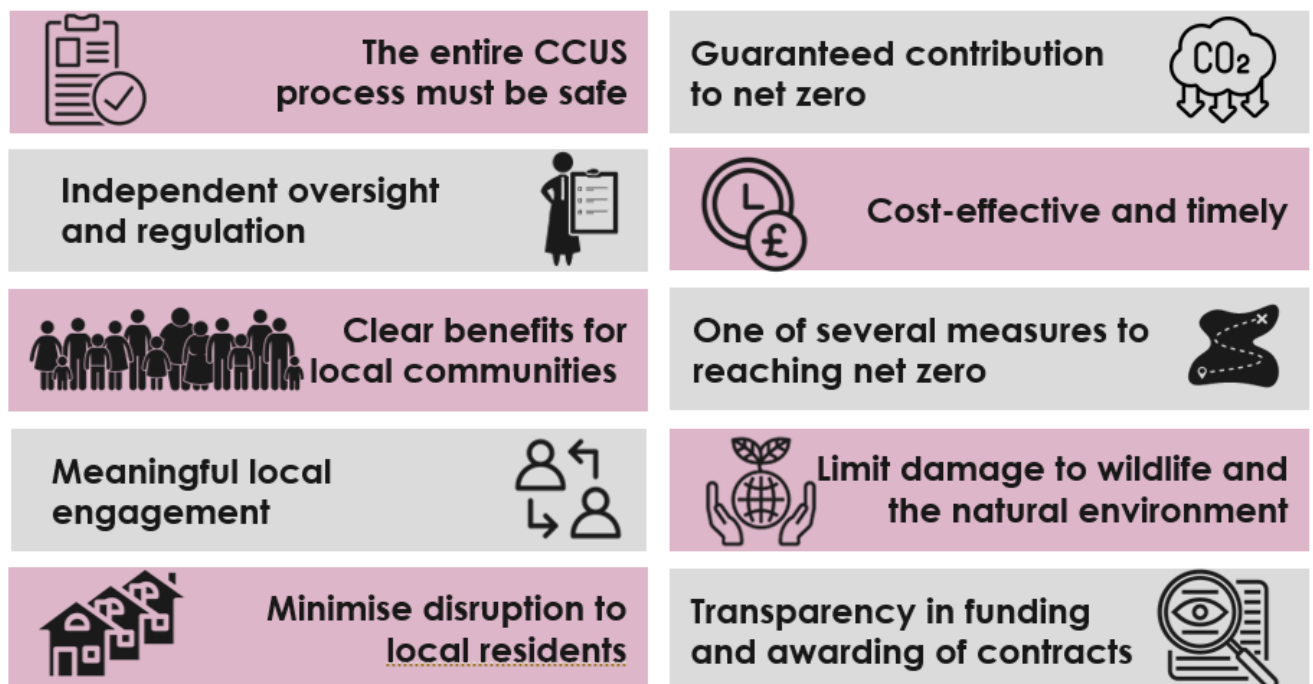 The entire CCUS
process must be safe
Guaranteed contribution
to net zero
CO2
Independent oversight
and regulation
Cost-effective and timely
£
Clear benefits for
local communities
One of several measures to
reaching net zero
Meaningful local
engagement
Limit damage to wildlife and
the natural environment
Minimise disruption to
local residents
Transparency in funding
and awarding of contracts